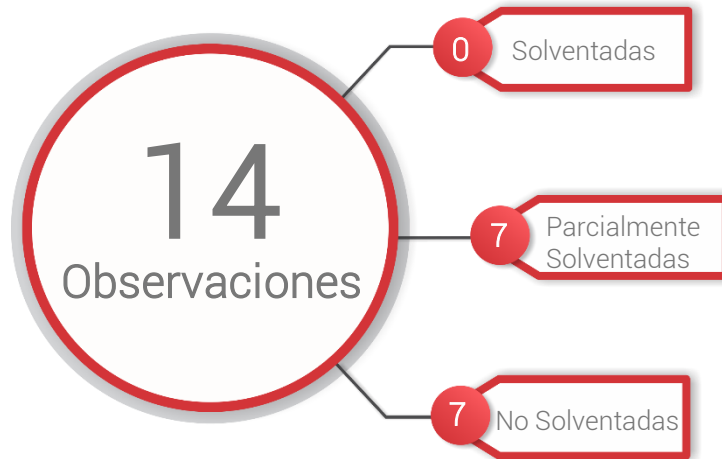 14
Observaciones
0
Solventadas
7
Parcialmente
Solventadas
7
No Solventadas